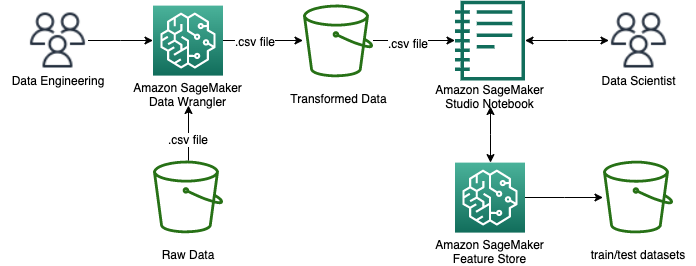 .csv file
.csv file
Data Engineering
Amazon SageMaker
Data Wrangler
Transformed Data
Amazon SageMaker
Studio Notebook
Data Scientist
.csv file
Raw Data
Amazon SageMaker
Feature Store
train/test datasets